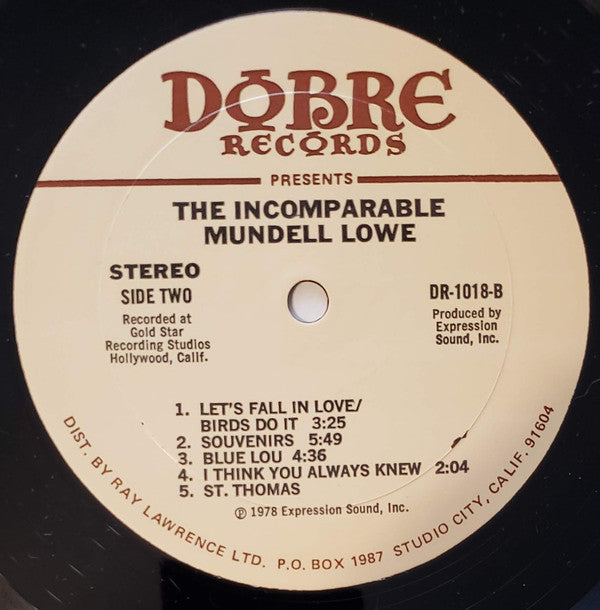 DOBRE
RECORDS
PRESENTS
THE INCOMPARABLE
MUNDELL LOWE
STEREO
SIDE TWO
Recorded at
Gold Star
Recording Studios
Hollywood, Calif.
DR-1018-B
Produced by
Expression
Sound, Inc.
1. LET'S FALL IN LOVE/
BIRDS DO IT 3:25
2. SOUVENIRS 5:49
3. BLUE LOU 4:36
4. I THINK YOU ALWAYS KNEW 2:04
5. ST. THOMAS
℗ 1978 Expression Sound, Inc.
DIST. BY RAY LAWRENCE LTD. P.O. BOX 1987 STUDIO CITY, CALIF. 91604